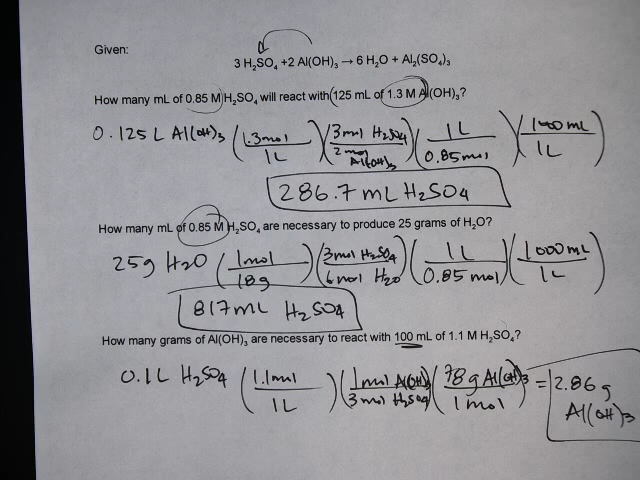 Given:
3 H₂SO₄ +2 Al(OH)₃ → 6 H₂O + Al₂(SO₄)₃
How many mL of 0.85 M H₂SO₄ will react with 125 mL of 1.3 M Al(OH)₃?
0.125 L Al(OH)₃ (1.3 mol / 1 L) (3 mol H₂SO₄ / 2 mol Al(OH)₃) (1 L / 0.85 mol) (1000 mL / 1 L)
286.7 mL H₂SO₄
How many mL of 0.85 M H₂SO₄ are necessary to produce 25 grams of H₂O?
25g H₂O (1 mol / 18g) (3 mol H₂SO₄ / 6 mol H₂O) (1 L / 0.85 mol) (1000 mL / 1 L)
817 mL H₂SO₄
How many grams of Al(OH)₃ are necessary to react with 100 mL of 1.1 M H₂SO₄?
0.1 L H₂SO₄ (1.1 mol / 1 L) (1 mol Al(OH)₃ / 3 mol H₂SO₄) (78 g Al(OH)₃ / 1 mol) = 2.86 g Al(OH)₃